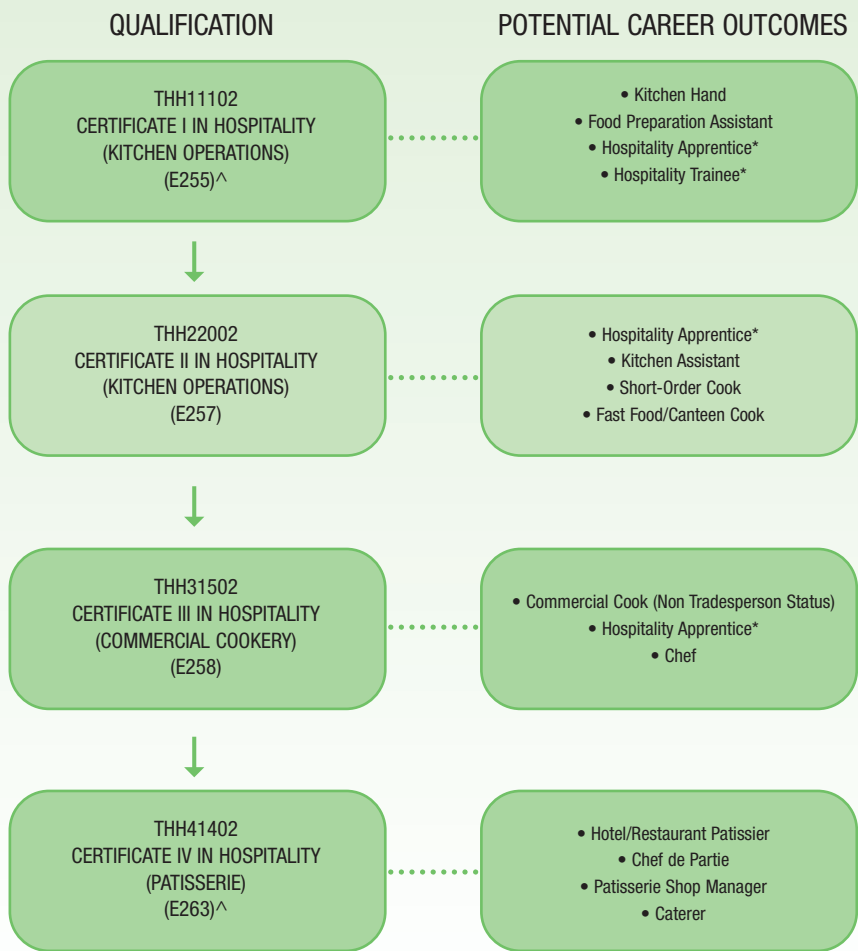 QUALIFICATION
POTENTIAL CAREER OUTCOMES
THH11102
CERTIFICATE I IN HOSPITALITY
(KITCHEN OPERATIONS)
(E255)^
• Kitchen Hand
• Food Preparation Assistant
• Hospitality Apprentice*
• Hospitality Trainee*
THH22002
CERTIFICATE II IN HOSPITALITY
(KITCHEN OPERATIONS)
(E257)
• Hospitality Apprentice*
• Kitchen Assistant
• Short-Order Cook
• Fast Food/Canteen Cook
THH31502
CERTIFICATE III IN HOSPITALITY
(COMMERCIAL COOKERY)
(E258)
• Commercial Cook (Non Tradesperson Status)
• Hospitality Apprentice*
• Chef
THH41402
CERTIFICATE IV IN HOSPITALITY
(PATISSERIE)
(E263)^
• Hotel/Restaurant Patissier
• Chef de Partie
• Patisserie Shop Manager
• Caterer